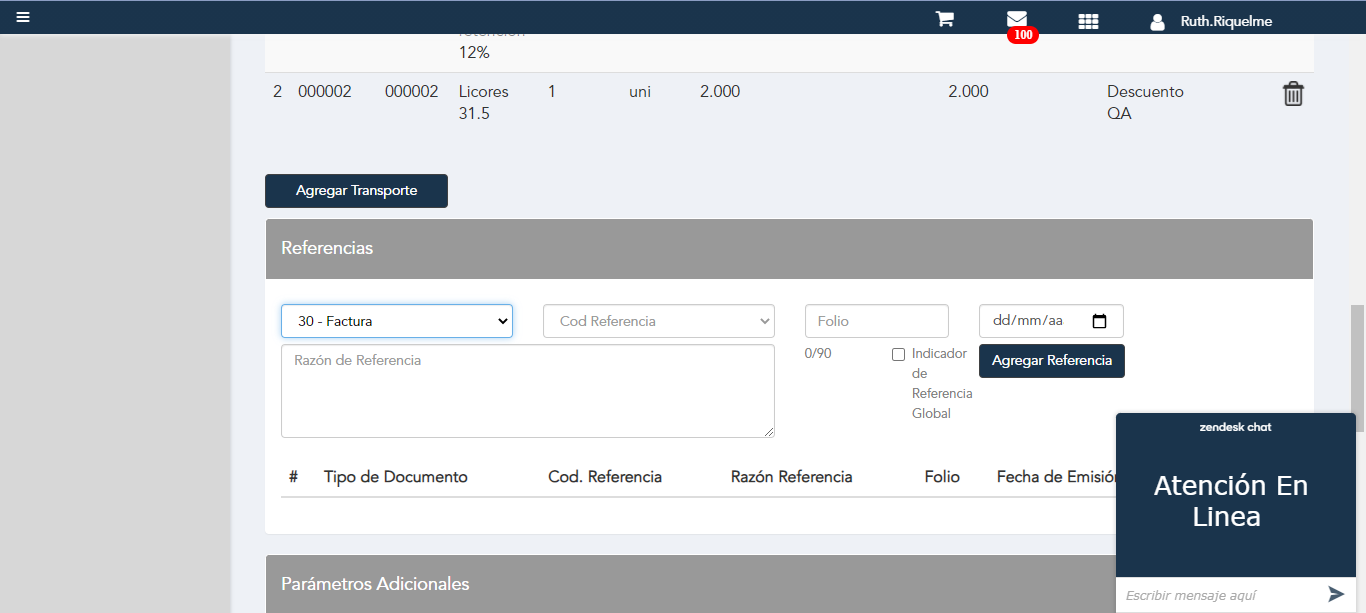 Ruth.Riquelme
100
retención
12%
2 000002 000002 Licores 1 uni 2.000 2.000 Descuento
31.5 QA
Agregar Transporte
Referencias
30 - Factura Cod Referencia Folio dd/mm/aa
Razón de Referencia 0/90 Indicador Agregar Referencia
de
Referencia
Global
# Tipo de Documento Cod. Referencia Razón Referencia Folio Fecha de Emisión
Parámetros Adicionales
zendesk chat
Atención En
Linea
Escribir mensaje aquí